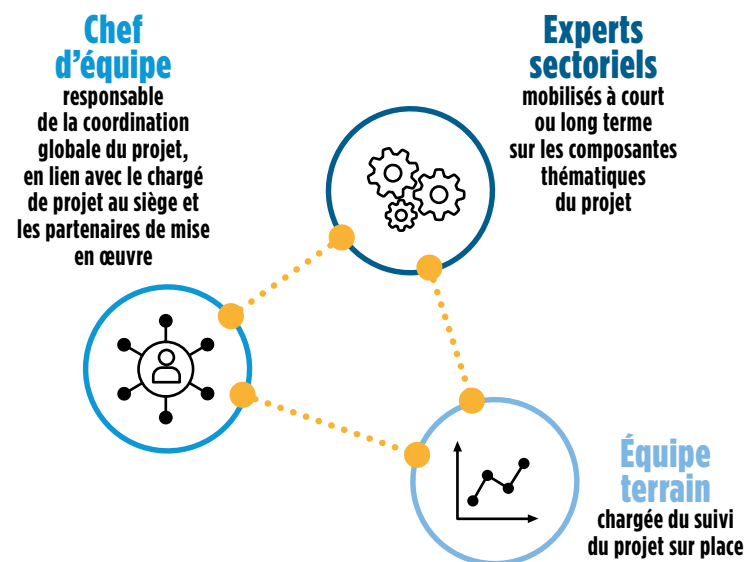 Chef
d'équipe
responsable
de la coordination
globale du projet,
en lien avec le chargé
de projet au siège et
les partenaires de mise
en œuvre
Experts
sectoriels
mobilisés à court
ou long terme
sur les composantes
thématiques
du projet
Équipe
terrain
chargée du suivi
du projet sur place